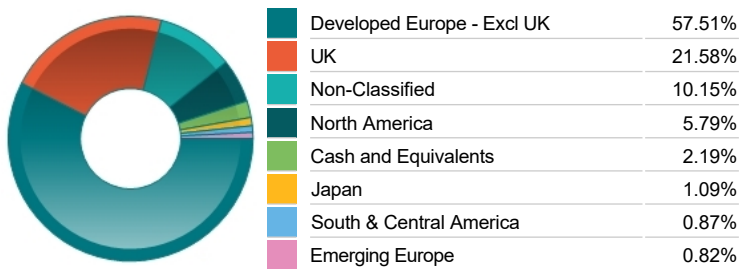 Developed Europe - Excl UK 57.51%
UK 21.58%
Non-Classified 10.15%
North America 5.79%
Cash and Equivalents 2.19%
Japan 1.09%
South & Central America 0.87%
Emerging Europe 0.82%